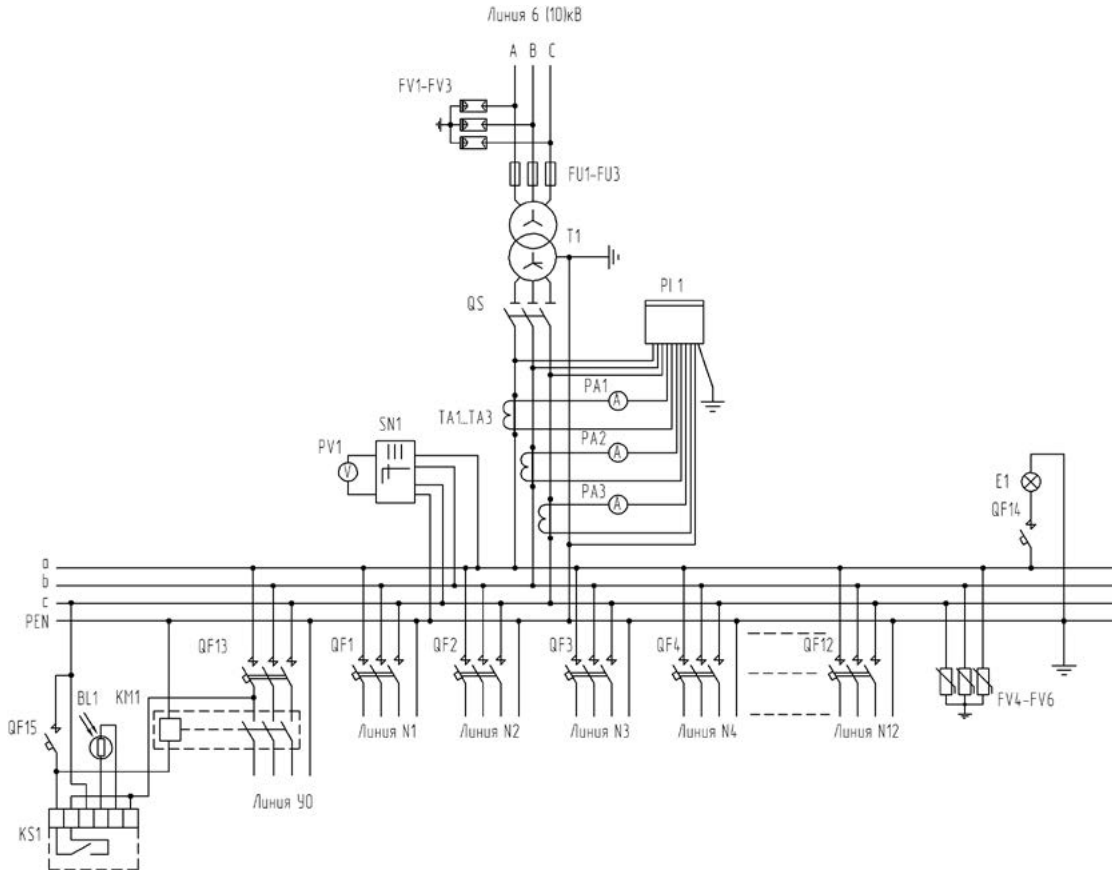 Линия 6 (10)кВ
A B C
FV1-FV3
FU1-FU3
T1
QS
PI 1
PA1
A
TA1...TA3
SN1
PV1
V
PA2
A
PA3
A
E1
QF14
a
b
c
PEN
QF13
QF1
QF2
QF3
QF4
QF12
BL1
KM1
QF15
FV4-FV6
Линия N1
Линия N2
Линия N3
Линия N4
Линия N12
Линия УО
KS1